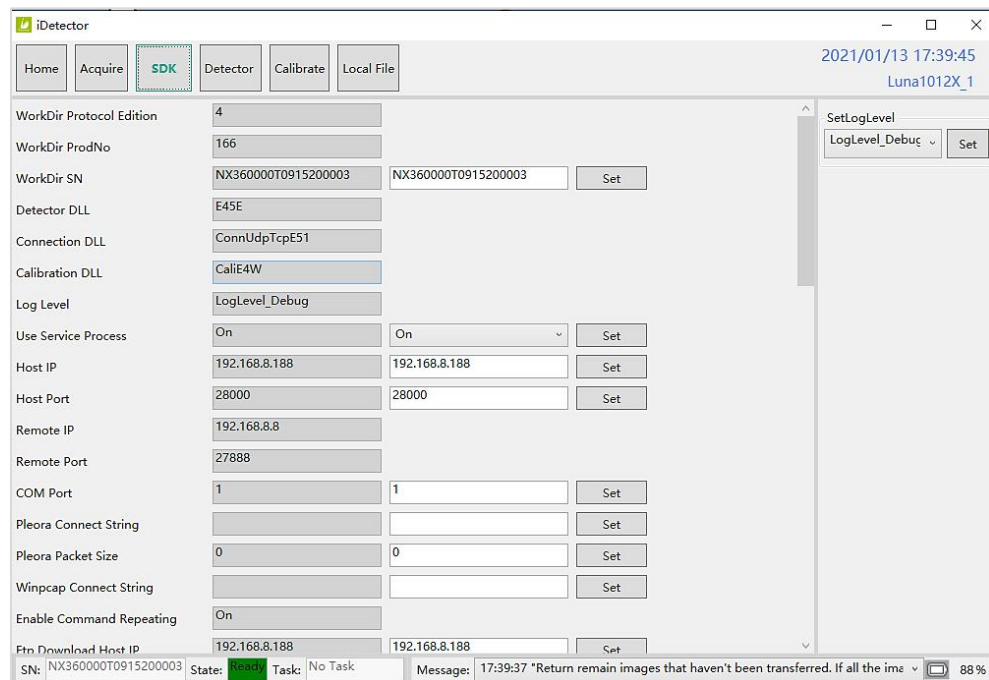 iDetector
Home Acquire SDK Detector Calibrate Local File
2021/01/13 17:39:45
Luna1012X_1
WorkDir Protocol Edition 4
WorkDir ProdNo 166
WorkDir SN NX360000T0915200003 NX360000T0915200003 Set
Detector DLL E45E
Connection DLL ConnUdpTcpE51
Calibration DLL CaliE4W
Log Level LogLevel_Debug
Use Service Process On On Set
Host IP 192.168.8.188 192.168.8.188 Set
Host Port 28000 28000 Set
Remote IP 192.168.8.8
Remote Port 27888
COM Port 1 1 Set
Pleora Connect String Set
Pleora Packet Size 0 0 Set
Winpcap Connect String Set
Enable Command Repeating On
Ftp Download Host IP 192.168.8.188 192.168.8.188 Set
SetLogLevel
LogLevel_Debug Set
SN: NX360000T0915200003 State: Ready Task: No Task Message: 17:39:37 "Return remain images that haven't been transferred. If all the ima 88%